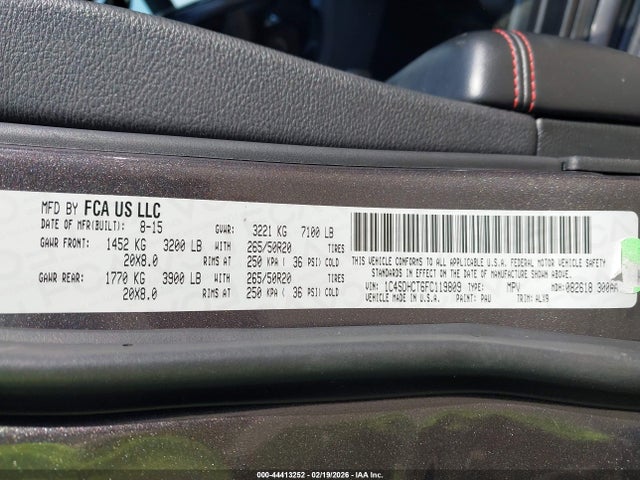 MFD BY FCA US LLC
DATE OF MFR(BUILT): 8-15 GVWR: 3221 KG 7100 LB
GAWR FRONT: 1452 KG 3200 LB WITH 265/50R20 TIRES
20X8.0 RIMS AT 250 KPA ( 36 PSI) COLD
GAWR REAR: 1770 KG 3900 LB WITH 265/50R20 TIRES
20X8.0 RIMS AT 250 KPA ( 36 PSI) COLD
THIS VEHICLE CONFORMS TO ALL APPLICABLE U.S.A. FEDERAL MOTOR VEHICLE SAFETY
STANDARDS IN EFFECT ON THE DATE OF MANUFACTURE SHOWN ABOVE.
VIN: 1C4SDHCT6FC119809 TYPE: MPV MDH: 082618 300AA
VEHICLE MADE IN U.S.A. PAINT: PAU TRIM: ALX9
000-44413252 - 02/19/2026 - IAA Inc.